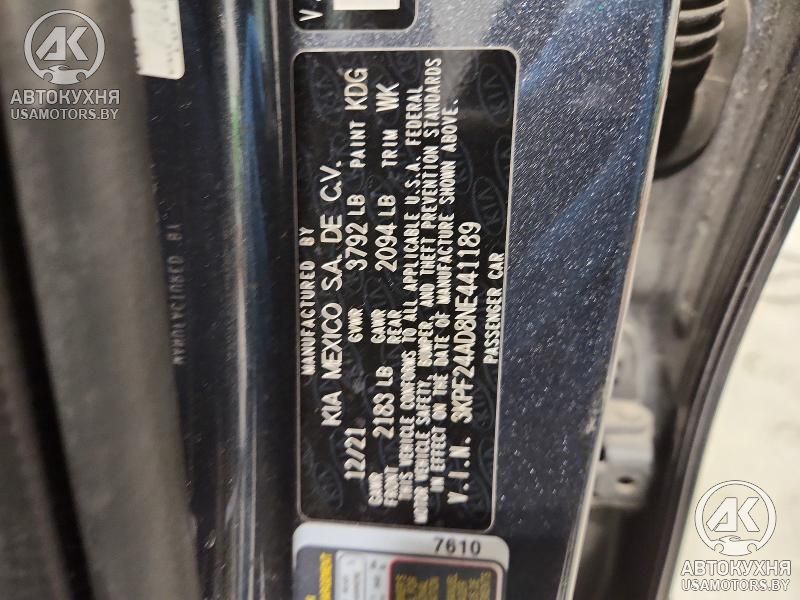 АВТОКУХНЯ
USAMOTORS.BY
MANUFACTURED BY
KIA MEXICO S.A. DE C.V.
12/21 GVWR 3792 LB PAINT KDG
GAWR FRONT 2183 LB GAWR REAR 2094 LB TRIM WK
THIS VEHICLE CONFORMS TO ALL APPLICABLE U.S.A. FEDERAL
MOTOR VEHICLE SAFETY, BUMPER, AND THEFT PREVENTION STANDARDS
IN EFFECT ON THE DATE OF MANUFACTURE SHOWN ABOVE.
V.I.N. 3KPF24AD8NE441189
PASSENGER CAR
7610
АВТОКУХНЯ
USAMOTORS.BY